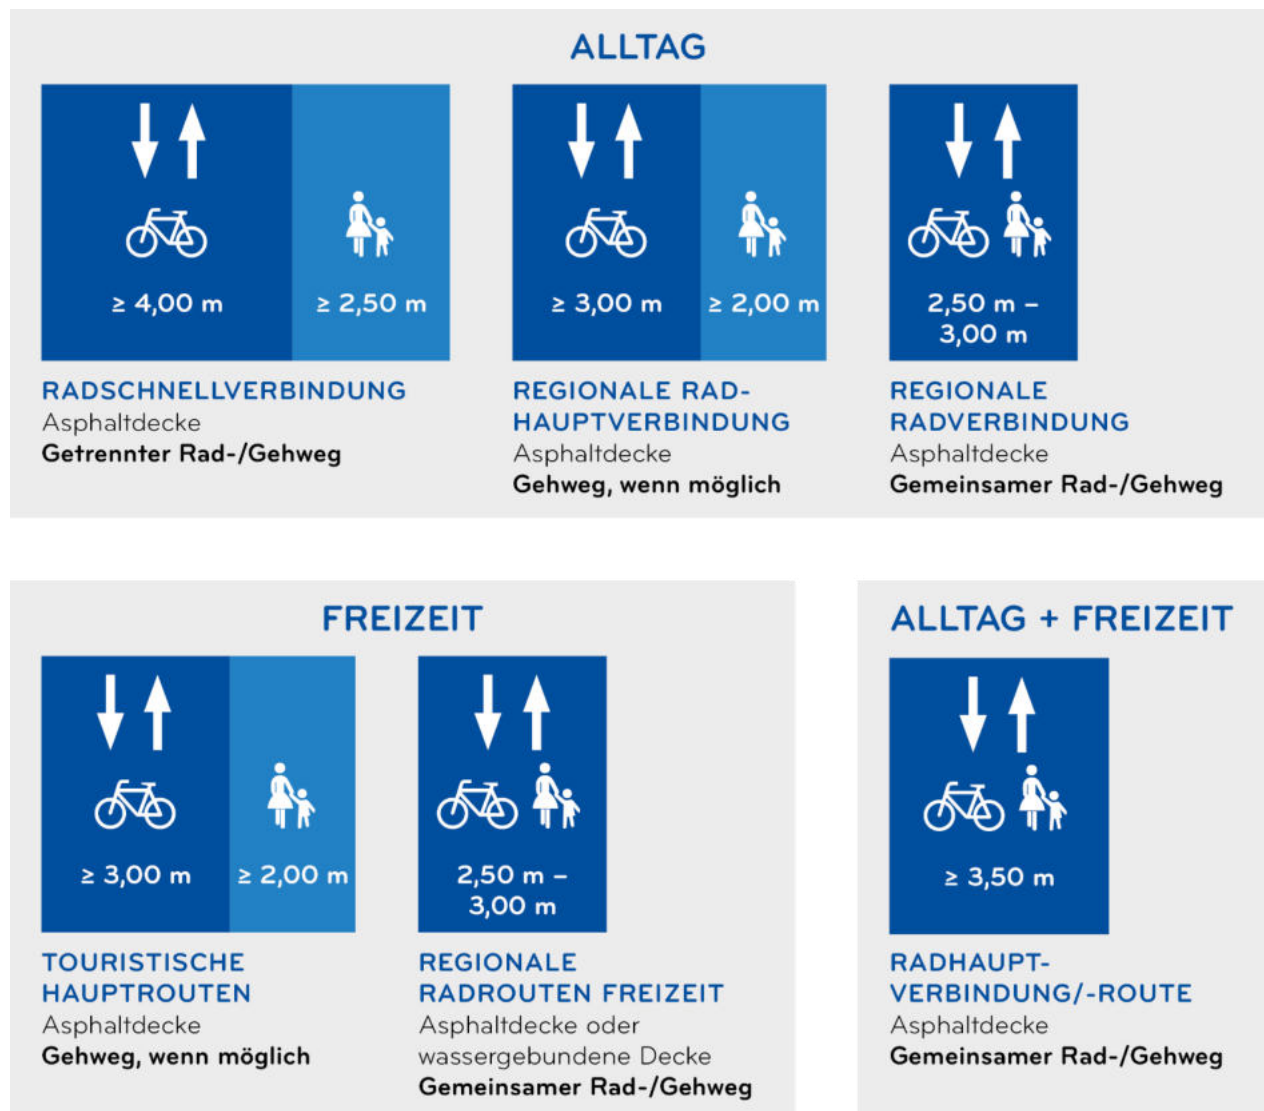 ALLTAG
≥ 4,00 m
≥ 2,50 m
RADSCHNELLVERBINDUNG
Asphaltdecke
Getrennter Rad-/Gehweg
≥ 3,00 m
≥ 2,00 m
REGIONALE RAD-
HAUPTVERBINDUNG
Asphaltdecke
Gehweg, wenn möglich
2,50 m –
3,00 m
REGIONALE
RADVERBINDUNG
Asphaltdecke
Gemeinsamer Rad-/Gehweg
FREIZEIT
≥ 3,00 m
≥ 2,00 m
TOURISTISCHE
HAUPTROUTEN
Asphaltdecke
Gehweg, wenn möglich
2,50 m –
3,00 m
REGIONALE
RADROUTEN FREIZEIT
Asphaltdecke oder
wassergebundene Decke
Gemeinsamer Rad-/Gehweg
ALLTAG + FREIZEIT
≥ 3,50 m
RADHAUPT-
VERBINDUNG/-ROUTE
Asphaltdecke
Gemeinsamer Rad-/Gehweg